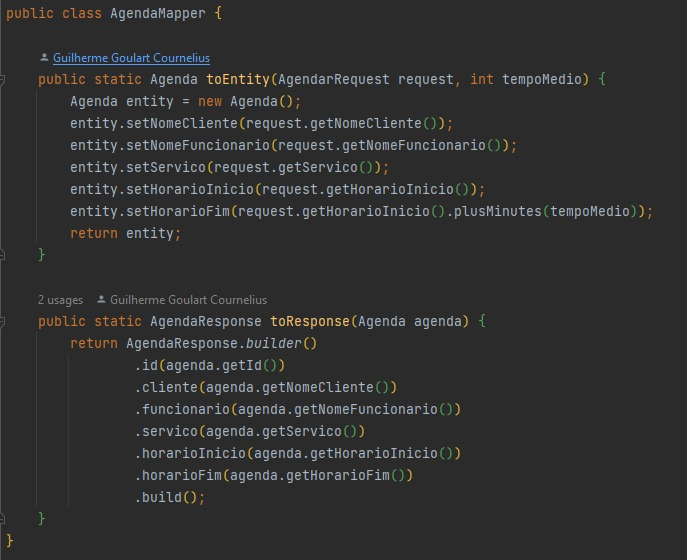 public class AgendaMapper {
Guilherme Goulart Cournelius
public static Agenda toEntity(AgendarRequest request, int tempoMedio) {
Agenda entity = new Agenda();
entity.setNomeCliente(request.getNomeCliente());
entity.setNomeFuncionario(request.getNomeFuncionario());
entity.setServico(request.getServico());
entity.setHorarioInicio(request.getHorarioInicio());
entity.setHorarioFim(request.getHorarioInicio().plusMinutes(tempoMedio));
return entity;
}
2 usages Guilherme Goulart Cournelius
public static AgendaResponse toResponse(Agenda agenda) {
return AgendaResponse.builder()
.id(agenda.getId())
.cliente(agenda.getNomeCliente())
.funcionario(agenda.getNomeFuncionario())
.servico(agenda.getServico())
.horarioInicio(agenda.getHorarioInicio())
.horarioFim(agenda.getHorarioFim())
.build();
}
}